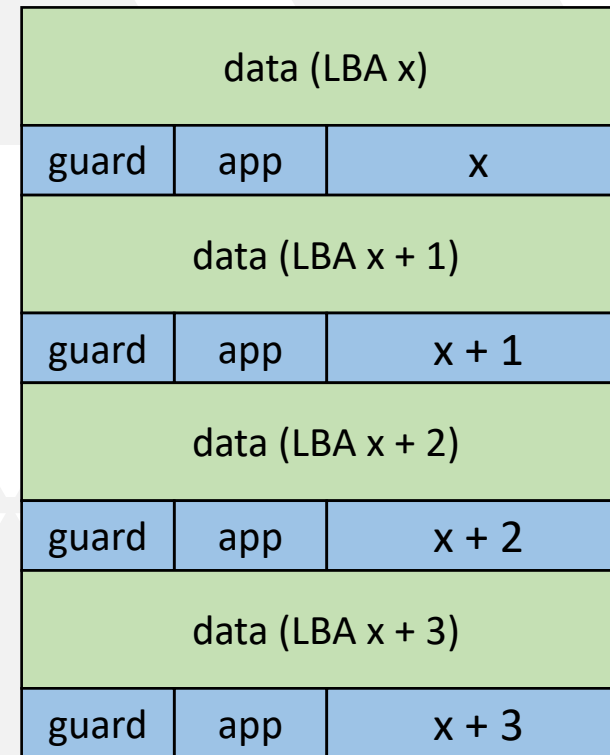 data (LBA x)
guard app x
data (LBA x + 1)
guard app x + 1
data (LBA x + 2)
guard app x + 2
data (LBA x + 3)
guard app x + 3